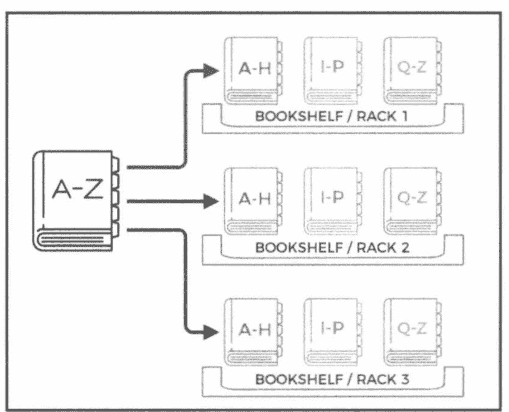 A-H I-P Q-Z
BOOKSHELF / RACK 1
A-Z
A-H I-P Q-Z
BOOKSHELF / RACK 2
A-H I-P Q-Z
BOOKSHELF / RACK 3